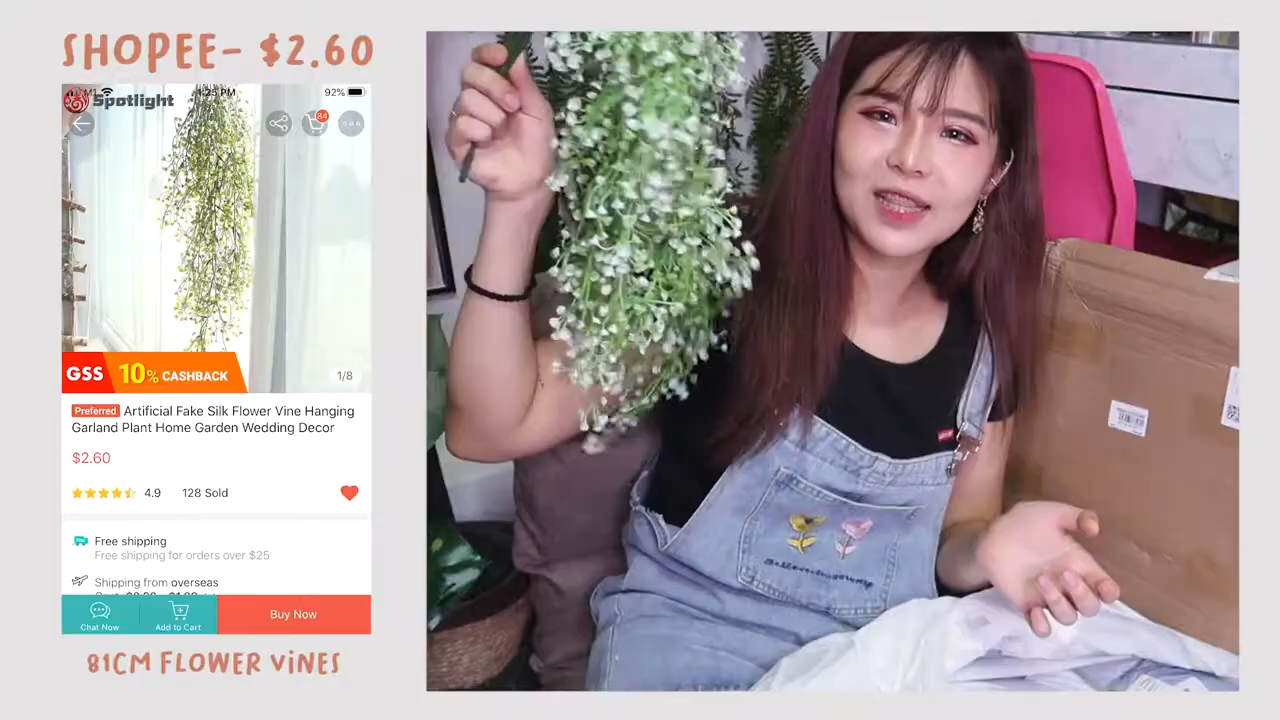 SHOPEE- $2.60
M1
4:25 PM
92%
Spotlight
84
GSS 10% CASHBACK
1/8
Preferred Artificial Fake Silk Flower Vine Hanging
Garland Plant Home Garden Wedding Decor
$2.60
4.9 128 Sold
Free shipping
Free shipping for orders over $25
Shipping from overseas
Chat Now
Add to Cart
Buy Now
81CM FLOWER VINES